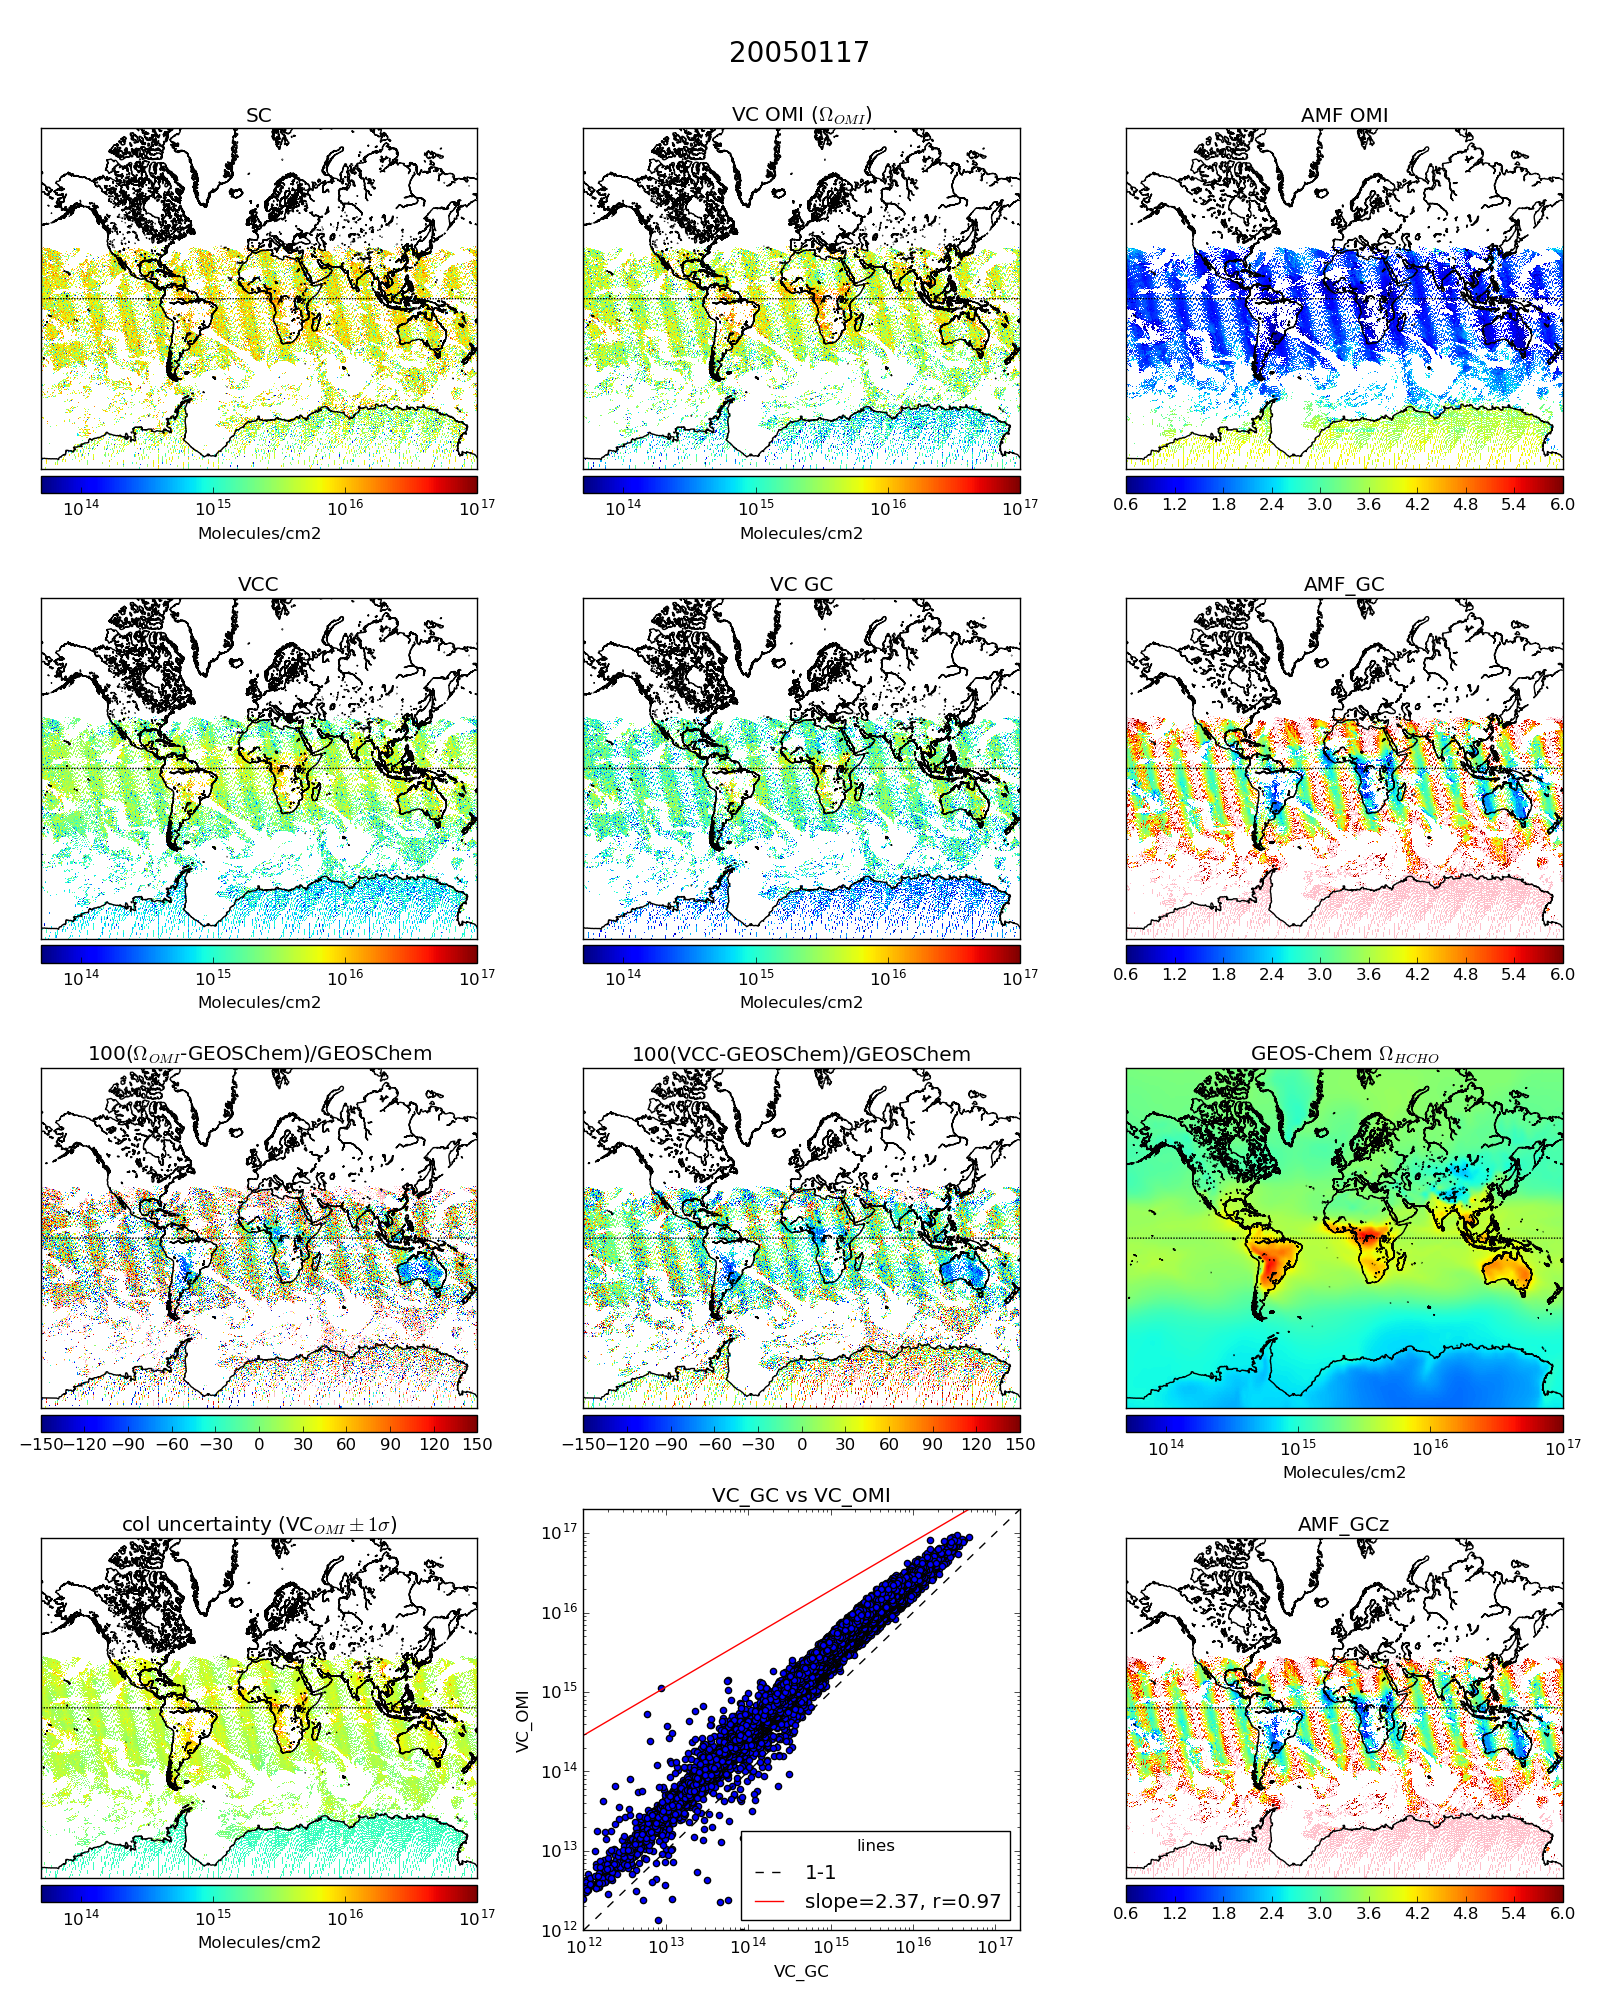 20050117
SC
VC OMI (Ω_OMI)
AMF OMI
10^14 10^15 10^16 10^17
Molecules/cm2
10^14 10^15 10^16 10^17
Molecules/cm2
0.6 1.2 1.8 2.4 3.0 3.6 4.2 4.8 5.4 6.0
VCC
VC GC
AMF_GC
10^14 10^15 10^16 10^17
Molecules/cm2
10^14 10^15 10^16 10^17
Molecules/cm2
0.6 1.2 1.8 2.4 3.0 3.6 4.2 4.8 5.4 6.0
100(Ω_OMI-GEOSChem)/GEOSChem
100(VCC-GEOSChem)/GEOSChem
GEOS-Chem Ω_HCHO
−150 −120 −90 −60 −30 0 30 60 90 120 150
−150 −120 −90 −60 −30 0 30 60 90 120 150
10^14 10^15 10^16 10^17
Molecules/cm2
col uncertainty (VC_OMI ± 1σ)
VC_GC vs VC_OMI
AMF_GCz
10^14 10^15 10^16 10^17
Molecules/cm2
10^17
10^16
10^15
10^14
10^13
10^12
VC_OMI
lines
1-1
slope=2.37, r=0.97
10^12 10^13 10^14 10^15 10^16 10^17
VC_GC
0.6 1.2 1.8 2.4 3.0 3.6 4.2 4.8 5.4 6.0